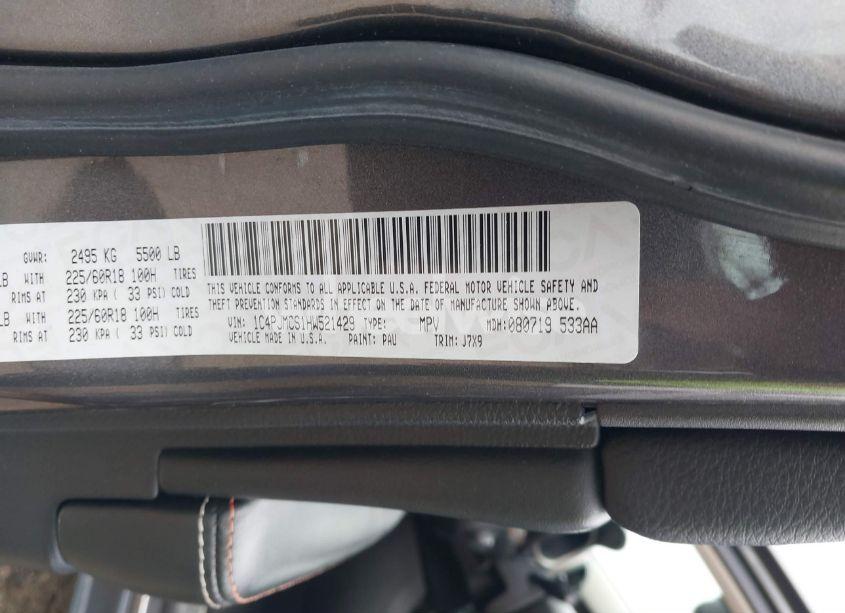 GVWR: 2495 KG 5500 LB
LB WITH 225/60R18 100H TIRES
RIMS AT 230 KPA ( 33 PSI) COLD
LB WITH 225/60R18 100H TIRES
RIMS AT 230 KPA ( 33 PSI) COLD
THIS VEHICLE CONFORMS TO ALL APPLICABLE U.S.A. FEDERAL MOTOR VEHICLE SAFETY AND
THEFT PREVENTION STANDARDS IN EFFECT ON THE DATE OF MANUFACTURE SHOWN ABOVE.
VIN: 1C4PJMCS1HW521429 TYPE: MPV MDH:080719 533AA
VEHICLE MADE IN U.S.A. PAINT: PAU TRIM: J7X9